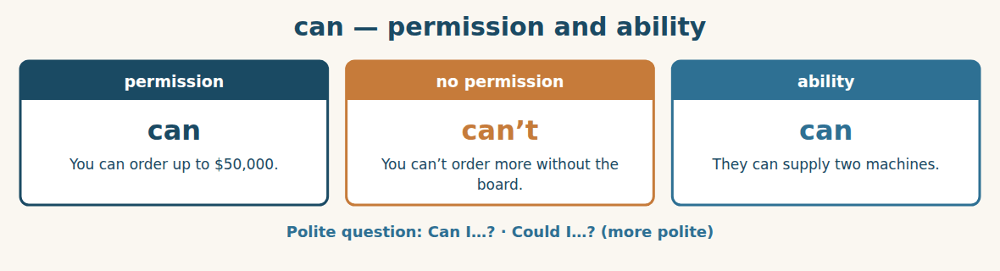 can — permission and ability
permission
can
You can order up to $50,000.
no permission
can’t
You can’t order more without the
board.
ability
can
They can supply two machines.
Polite question: Can I…? · Could I…? (more polite)